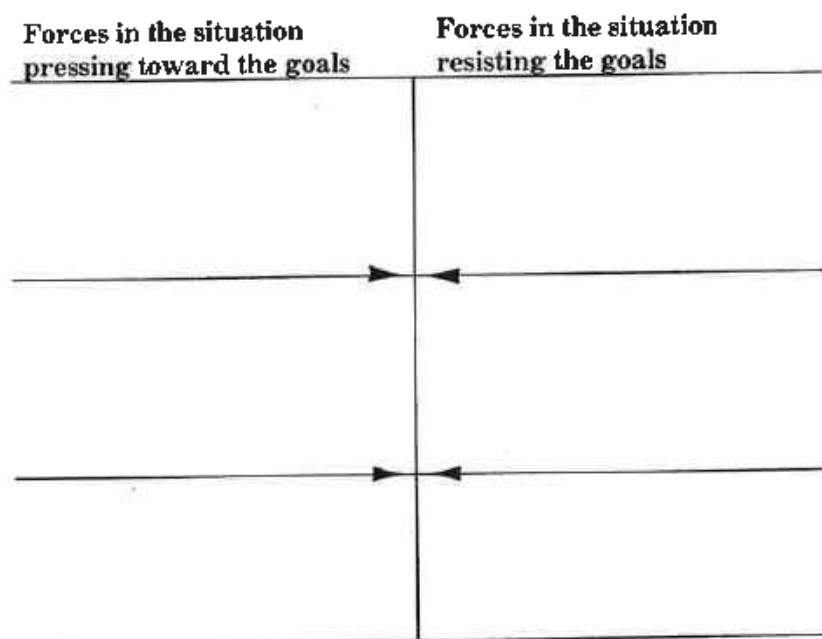 Forces in the situation
pressing toward the goals
Forces in the situation
resisting the goals